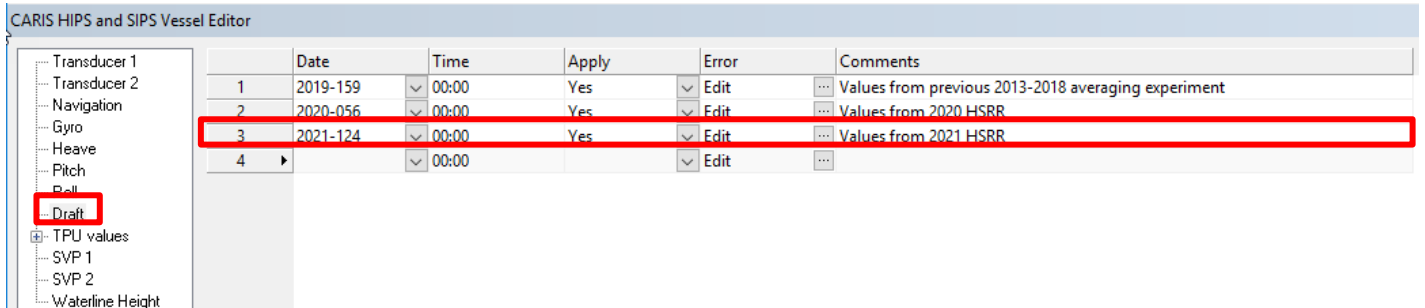 CARIS HIPS and SIPS Vessel Editor
Transducer 1
Transducer 2
Navigation
Gyro
Heave
Pitch
Roll
Draft
TPU values
SVP 1
SVP 2
Waterline Height
Date Time Apply Error Comments
1 2019-159 00:00 Yes Edit ... Values from previous 2013-2018 averaging experiment
2 2020-056 00:00 Yes Edit ... Values from 2020 HSRR
3 2021-124 00:00 Yes Edit ... Values from 2021 HSRR
4 00:00 Edit ...